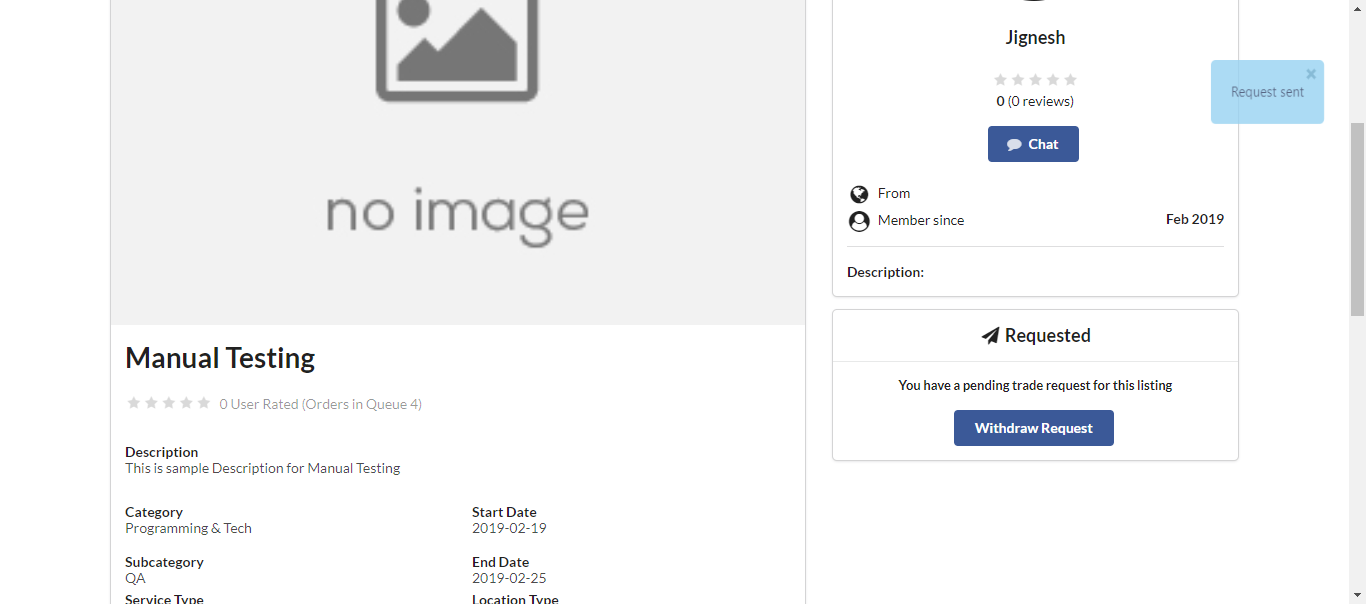 no image
Manual Testing
0 User Rated (Orders in Queue 4)
Description
This is sample Description for Manual Testing
Category
Programming & Tech
Start Date
2019-02-19
Subcategory
QA
End Date
2019-02-25
Service Type
Location Type
Jignesh
0 (0 reviews)
Chat
From
Member since Feb 2019
Description:
Requested
You have a pending trade request for this listing
Withdraw Request
Request sent